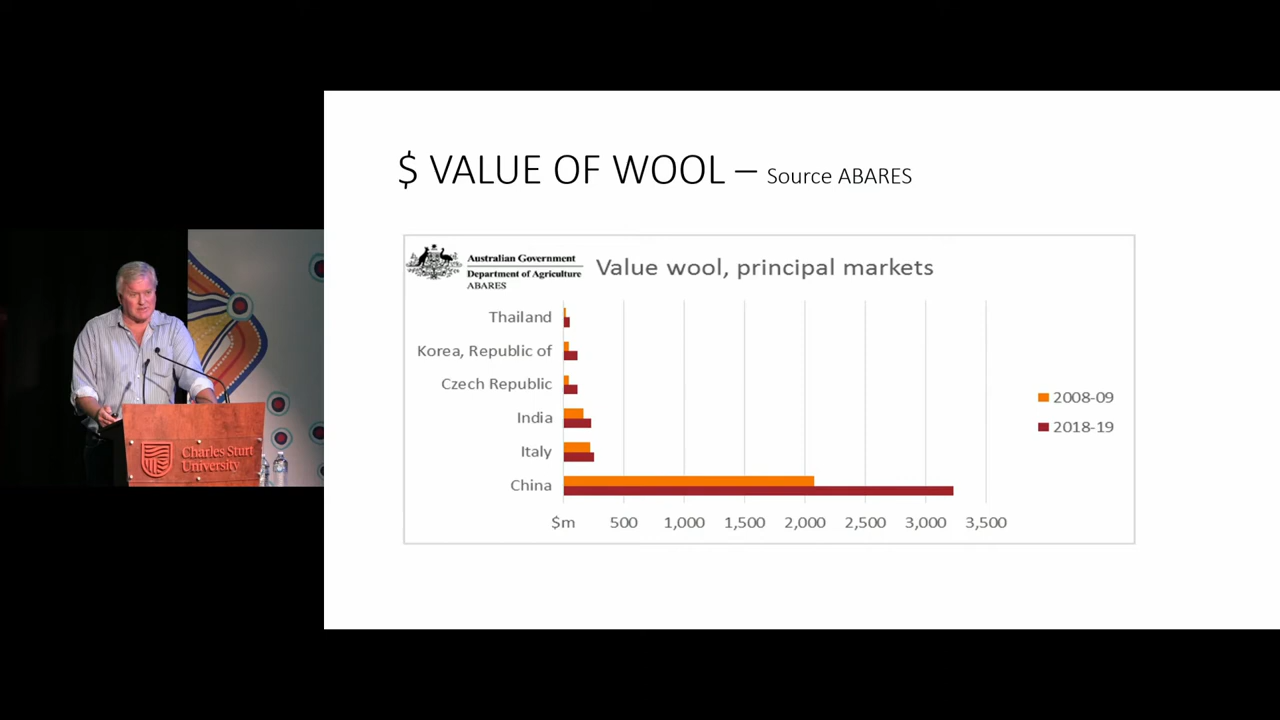 $ VALUE OF WOOL – Source ABARES
Australian Government
Department of Agriculture
ABARES
Value wool, principal markets
Thailand
Korea, Republic of
Czech Republic
India
Italy
China
$m 500 1,000 1,500 2,000 2,500 3,000 3,500
2008-09
2018-19
Charles Sturt
University